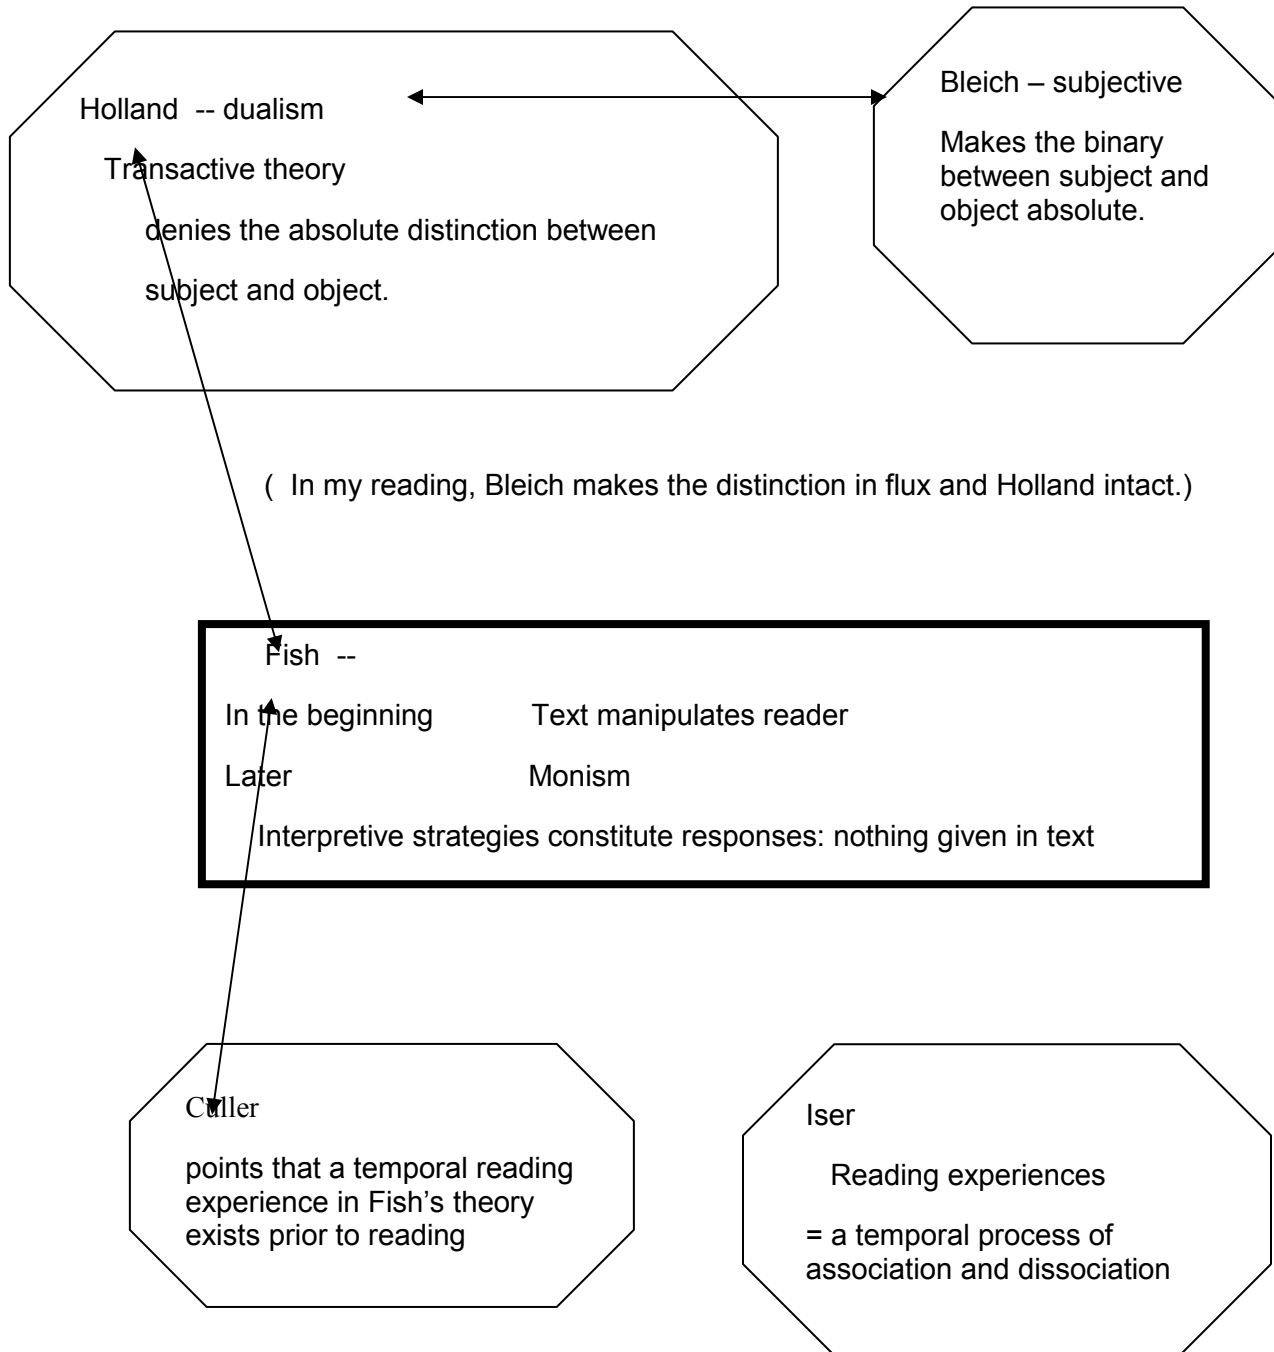 Holland -- dualism
Transactive theory
denies the absolute distinction between
subject and object.
Bleich – subjective
Makes the binary
between subject and
object absolute.
( In my reading, Bleich makes the distinction in flux and Holland intact.)
Fish --
In the beginning Text manipulates reader
Later Monism
Interpretive strategies constitute responses: nothing given in text
Culler
points that a temporal reading
experience in Fish’s theory
exists prior to reading
Iser
Reading experiences
= a temporal process of
association and dissociation